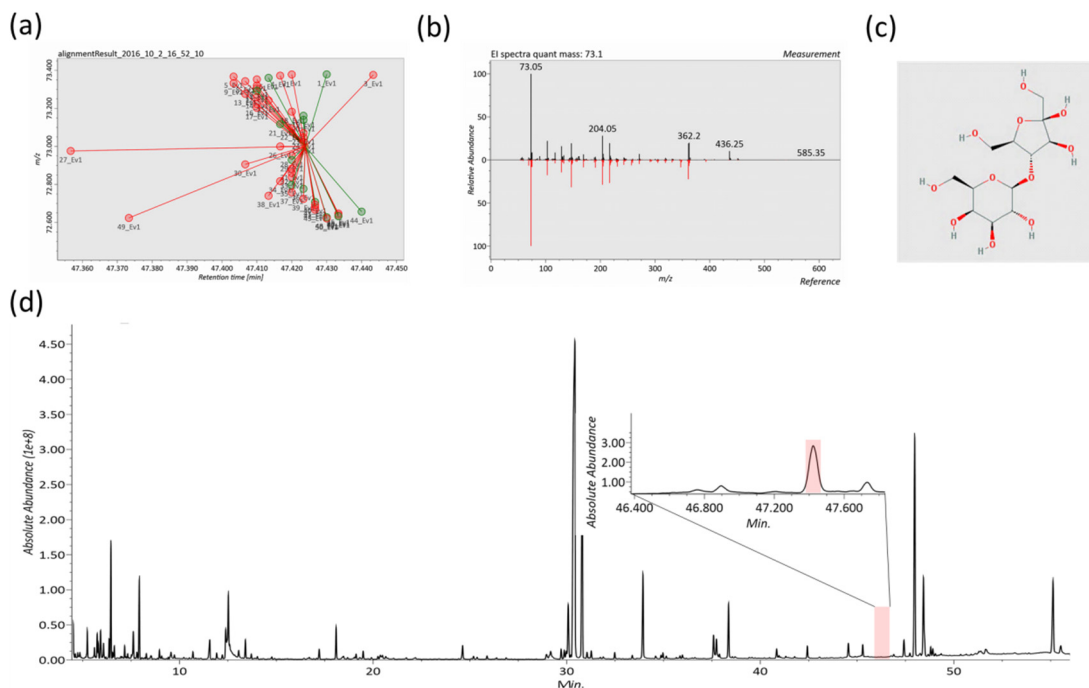 (a)
alignmentResult_2016_10_2_16_52_10
73.400
73.200
73.000
72.800
72.600
m/z
1_Ev1
3_Ev1
9_Ev1
13_Ev1
17_Ev1
21_Ev1
26_Ev1
27_Ev1
30_Ev1
37_Ev1
38_Ev1
44_Ev1
49_Ev1
47.360
47.380
47.400
47.410
47.420
47.430
47.440
47.450
Retention time [min]
(b)
EI spectra quant mass: 73.1
Measurement
73.05
204.05
362.2
436.25
585.35
100
50
0
50
100
Relative Abundance
0
100
200
300
400
500
600
m/z
Reference
(c)
H
O
H
O
H
O
O
H
O
H
O
H
O
O
O
H
O
H
O
H
O
H
(d)
4.50
4.00
3.50
3.00
2.50
2.00
1.50
1.00
0.50
0.00
Absolute Abundance (1e+8)
10
20
30
40
50
Min.
3.00
2.00
1.00
Absolute Abundance
46.400
46.800
47.200
47.600
Min.